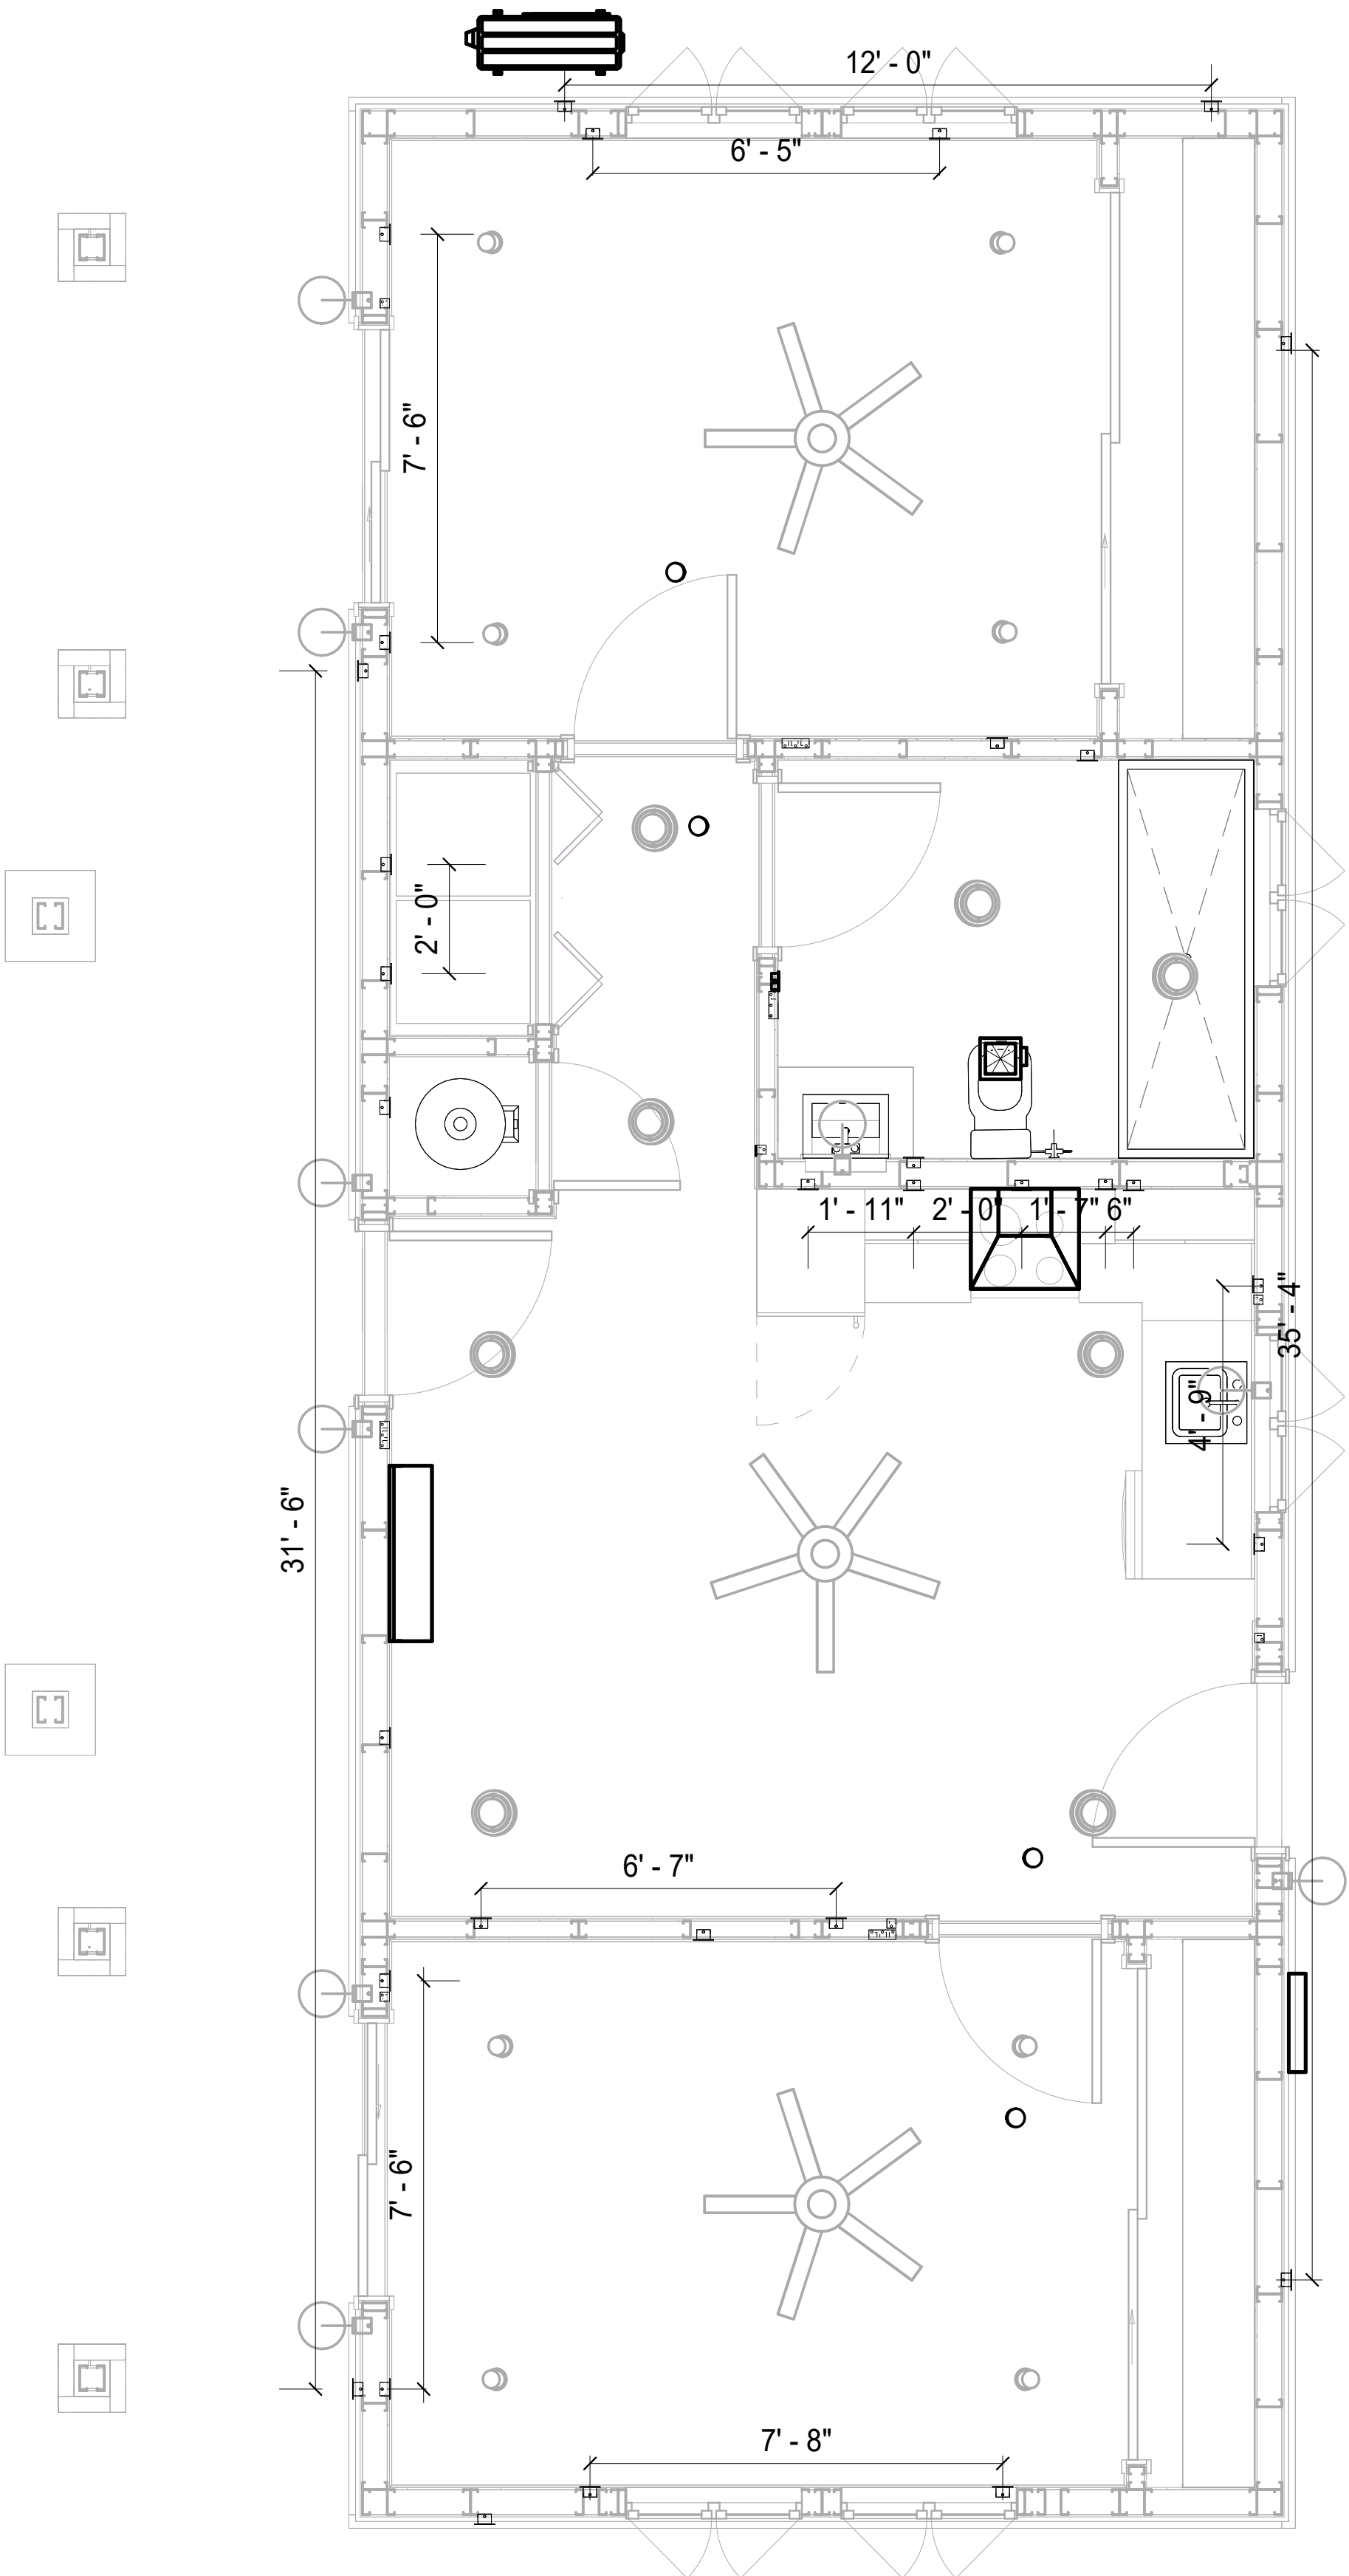 12' - 0"
6' - 5"
7' - 6"
2' - 0"
1' - 11"
2' - 0"
1' - 7"
6"
35' - 4"
4' - 9"
31' - 6"
6' - 7"
7' - 6"
7' - 8"